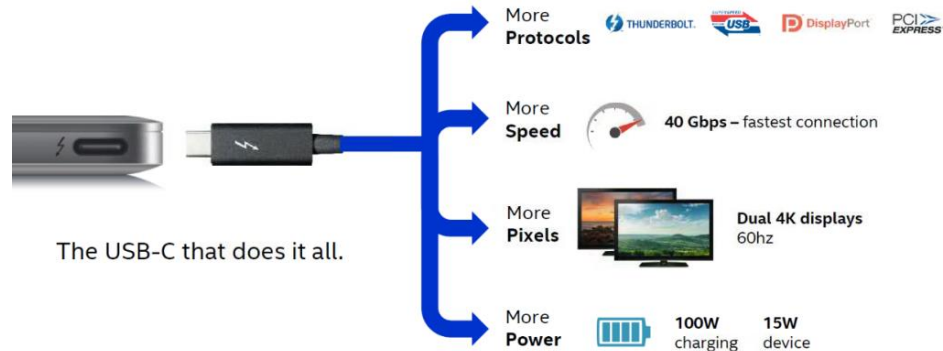 More
Protocols
THUNDERBOLT.
SUPERSPEED
USB
DisplayPort
PCI
EXPRESS
More
Speed
40 Gbps – fastest connection
More
Pixels
Dual 4K displays
60hz
The USB-C that does it all.
More
Power
100W
charging
15W
device